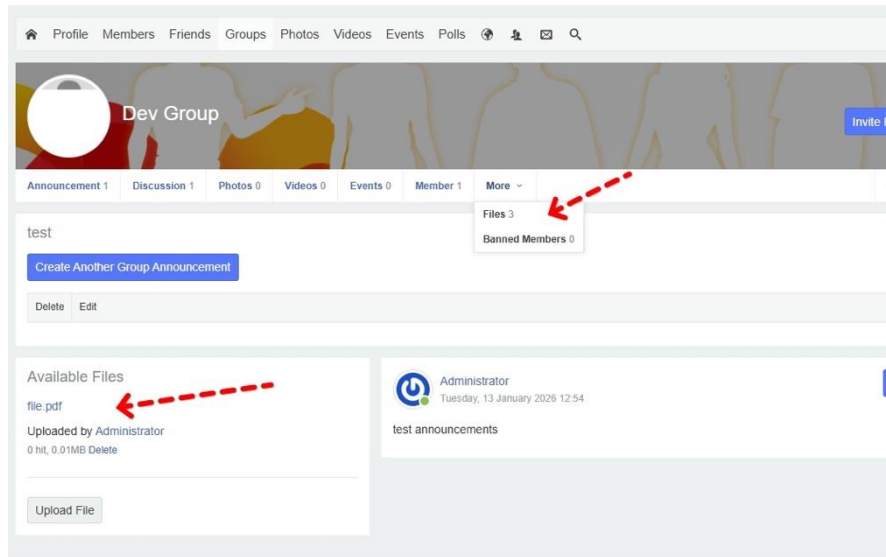 Profile Members Friends Groups Photos Videos Events Polls
Dev Group
Invite
Announcement 1 Discussion 1 Photos 0 Videos 0 Events 0 Member 1 More
Files 3
Banned Members 0
test
Create Another Group Announcement
Delete Edit
Available Files
file.pdf
Uploaded by Administrator
0 hit, 0.01MB Delete
Upload File
Administrator
Tuesday, 13 January 2026 12:54
test announcements